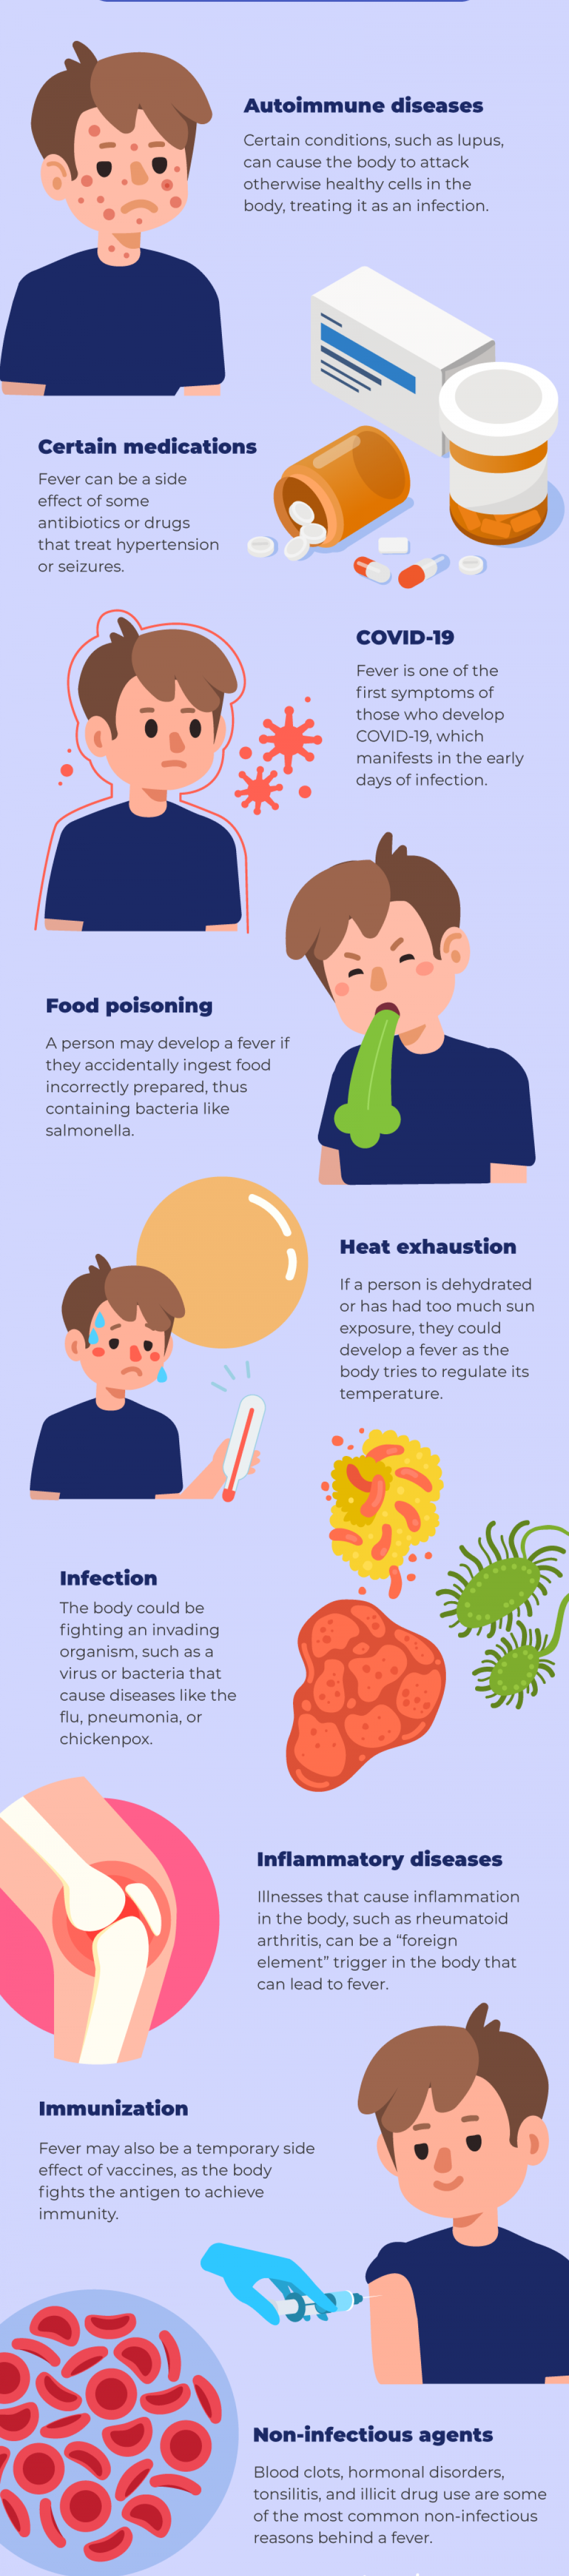 Autoimmune diseases
Certain conditions, such as lupus,
can cause the body to attack
otherwise healthy cells in the
body, treating it as an infection.
Certain medications
Fever can be a side
effect of some
antibiotics or drugs
that treat hypertension
or seizures.
COVID-19
Fever is one of the
first symptoms of
those who develop
COVID-19, which
manifests in the early
days of infection.
Food poisoning
A person may develop a fever if
they accidentally ingest food
incorrectly prepared, thus
containing bacteria like
salmonella.
Heat exhaustion
If a person is dehydrated
or has had too much sun
exposure, they could
develop a fever as the
body tries to regulate its
temperature.
Infection
The body could be
fighting an invading
organism, such as a
virus or bacteria that
cause diseases like the
flu, pneumonia, or
chickenpox.
Inflammatory diseases
Illnesses that cause inflammation
in the body, such as rheumatoid
arthritis, can be a “foreign
element” trigger in the body that
can lead to fever.
Immunization
Fever may also be a temporary side
effect of vaccines, as the body
fights the antigen to achieve
immunity.
Non-infectious agents
Blood clots, hormonal disorders,
tonsilitis, and illicit drug use are some
of the most common non-infectious
reasons behind a fever.